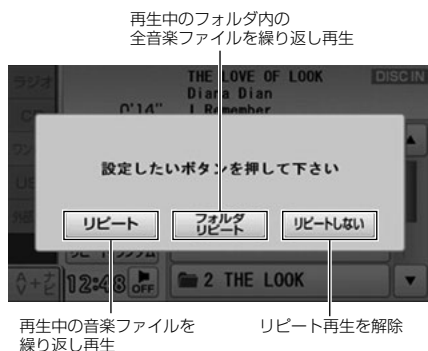 再生中のフォルダ内の
全音楽ファイルを繰り返し再生
ラジオ
THE LOVE OF LOOK
DISC IN
Diana Dian
0'14"
I Remember
設定したいボタンを押して下さい
リピート
フォルダ
リピート
リピートしない
12:48
OFF
2 THE LOOK
再生中の音楽ファイルを
繰り返し再生
リピート再生を解除